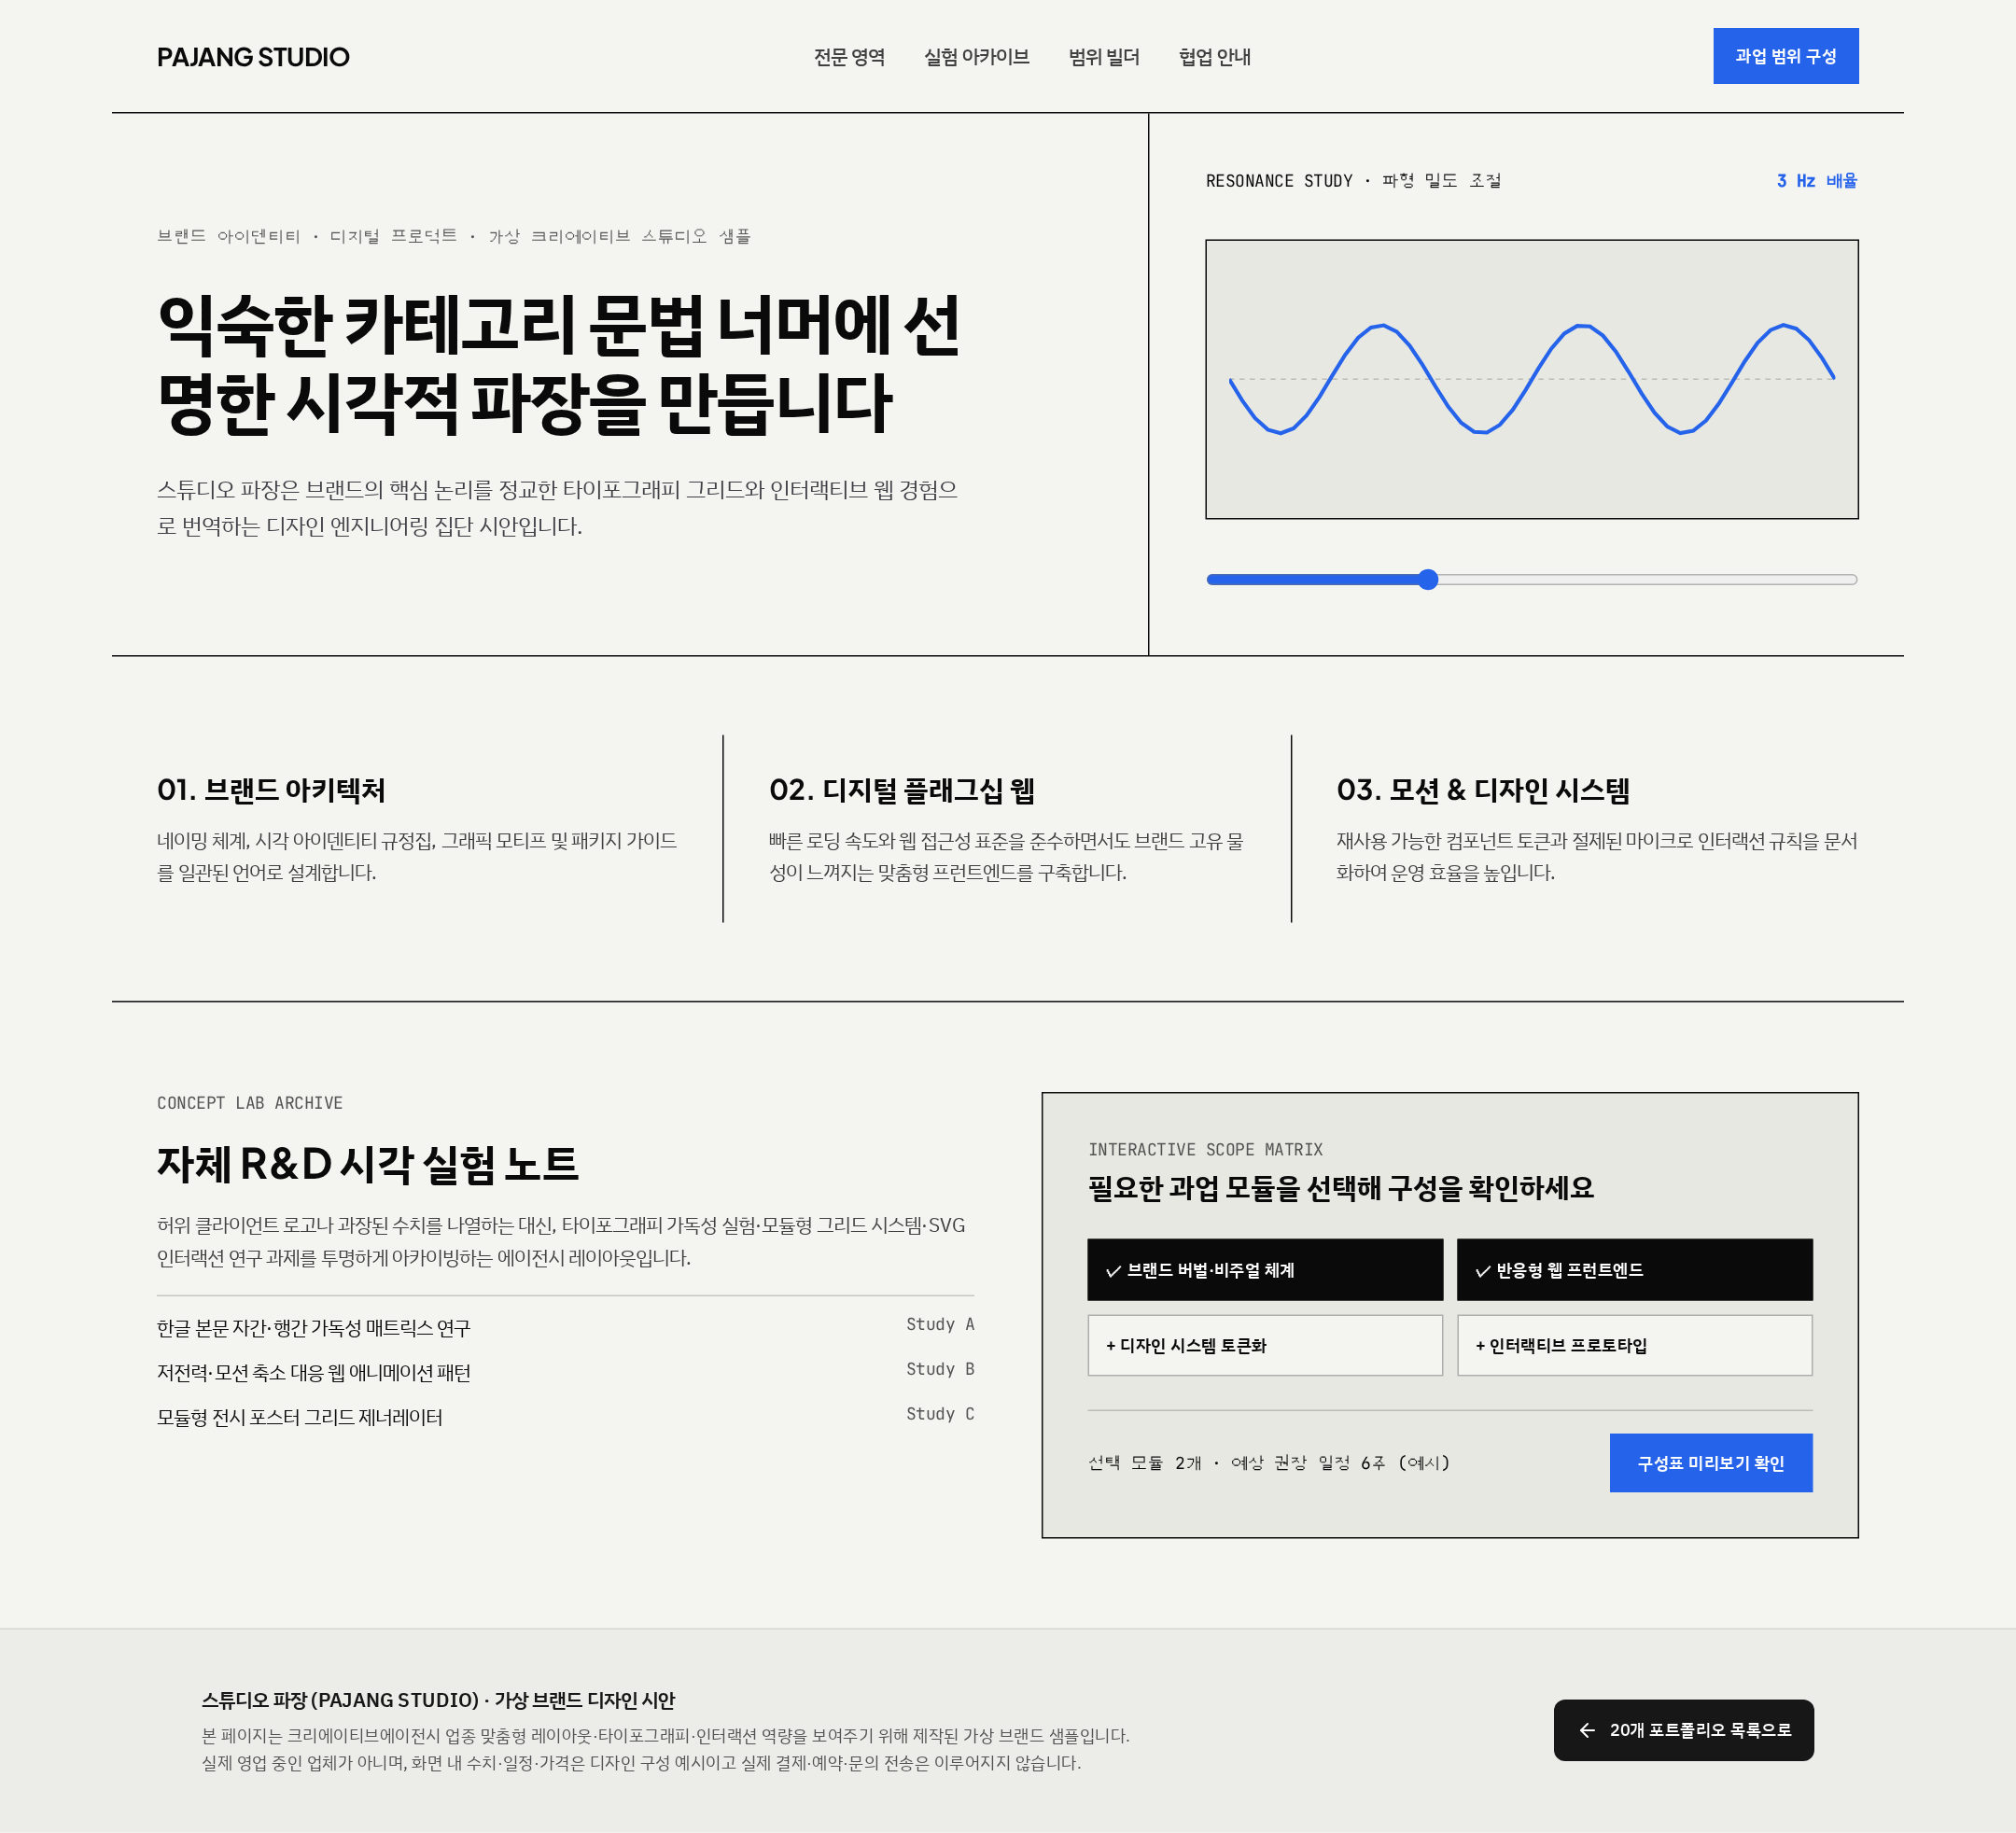 PAJANG STUDIO
전문 영역
실험 아카이브
범위 빌더
협업 안내
과업 범위 구성
브랜드 아이덴티티 · 디지털 프로덕트 · 가상 크리에이티브 스튜디오 샘플
익숙한 카테고리 문법 너머에 선
명한 시각적 파장을 만듭니다
스튜디오 파장은 브랜드의 핵심 논리를 정교한 타이포그래피 그리드와 인터랙티브 웹 경험으
로 번역하는 디자인 엔지니어링 집단 시안입니다.
RESONANCE STUDY · 파형 밀도 조절
3 Hz 배율
01. 브랜드 아키텍처
네이밍 체계, 시각 아이덴티티 규정집, 그래픽 모티프 및 패키지 가이드
를 일관된 언어로 설계합니다.
02. 디지털 플래그십 웹
빠른 로딩 속도와 웹 접근성 표준을 준수하면서도 브랜드 고유 물
성이 느껴지는 맞춤형 프런트엔드를 구축합니다.
03. 모션 & 디자인 시스템
재사용 가능한 컴포넌트 토큰과 절제된 마이크로 인터랙션 규칙을 문서
화하여 운영 효율을 높입니다.
CONCEPT LAB ARCHIVE
자체 R&D 시각 실험 노트
허위 클라이언트 로고나 과장된 수치를 나열하는 대신, 타이포그래피 가독성 실험·모듈형 그리드 시스템·SVG
인터랙션 연구 과제를 투명하게 아카이빙하는 에이전시 레이아웃입니다.
한글 본문 자간·행간 가독성 매트릭스 연구
Study A
저전력·모션 축소 대응 웹 애니메이션 패턴
Study B
모듈형 전시 포스터 그리드 제너레이터
Study C
INTERACTIVE SCOPE MATRIX
필요한 과업 모듈을 선택해 구성을 확인하세요
✓ 브랜드 버벌·비주얼 체계
✓ 반응형 웹 프런트엔드
+ 디자인 시스템 토큰화
+ 인터랙티브 프로토타입
선택 모듈 2개 · 예상 권장 일정 6주 (예시)
구성표 미리보기 확인
스튜디오 파장 (PAJANG STUDIO) · 가상 브랜드 디자인 시안
본 페이지는 크리에이티브에이전시 업종 맞춤형 레이아웃·타이포그래피·인터랙션 역량을 보여주기 위해 제작된 가상 브랜드 샘플입니다.
실제 영업 중인 업체가 아니며, 화면 내 수치·일정·가격은 디자인 구성 예시이고 실제 결제·예약·문의 전송은 이루어지지 않습니다.
← 20개 포트폴리오 목록으로